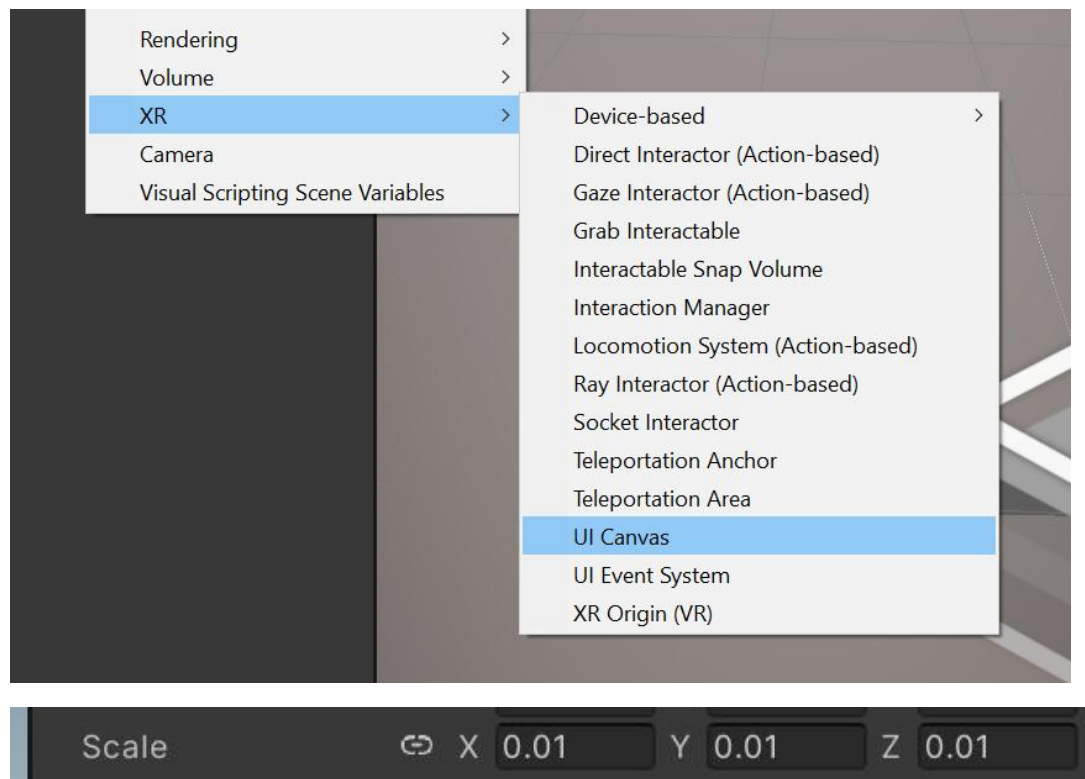 Rendering >
Volume >
XR >
Camera
Visual Scripting Scene Variables
Device-based >
Direct Interactor (Action-based)
Gaze Interactor (Action-based)
Grab Interactable
Interactable Snap Volume
Interaction Manager
Locomotion System (Action-based)
Ray Interactor (Action-based)
Socket Interactor
Teleportation Anchor
Teleportation Area
UI Canvas
UI Event System
XR Origin (VR)
Scale X 0.01 Y 0.01 Z 0.01